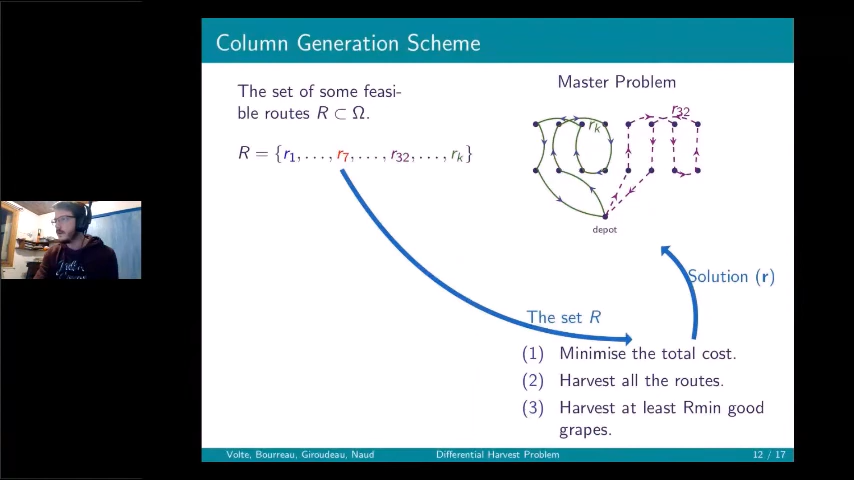 Column Generation Scheme
The set of some feasi-
ble routes R ⊂ Ω.
R = {r1, . . . , r7, . . . , r32, . . . , rk}
Master Problem
r32
rk
depot
Solution (r)
The set R
(1) Minimise the total cost.
(2) Harvest all the routes.
(3) Harvest at least Rmin good
grapes.
Volte, Bourreau, Giroudeau, Naud Differential Harvest Problem 12 / 17